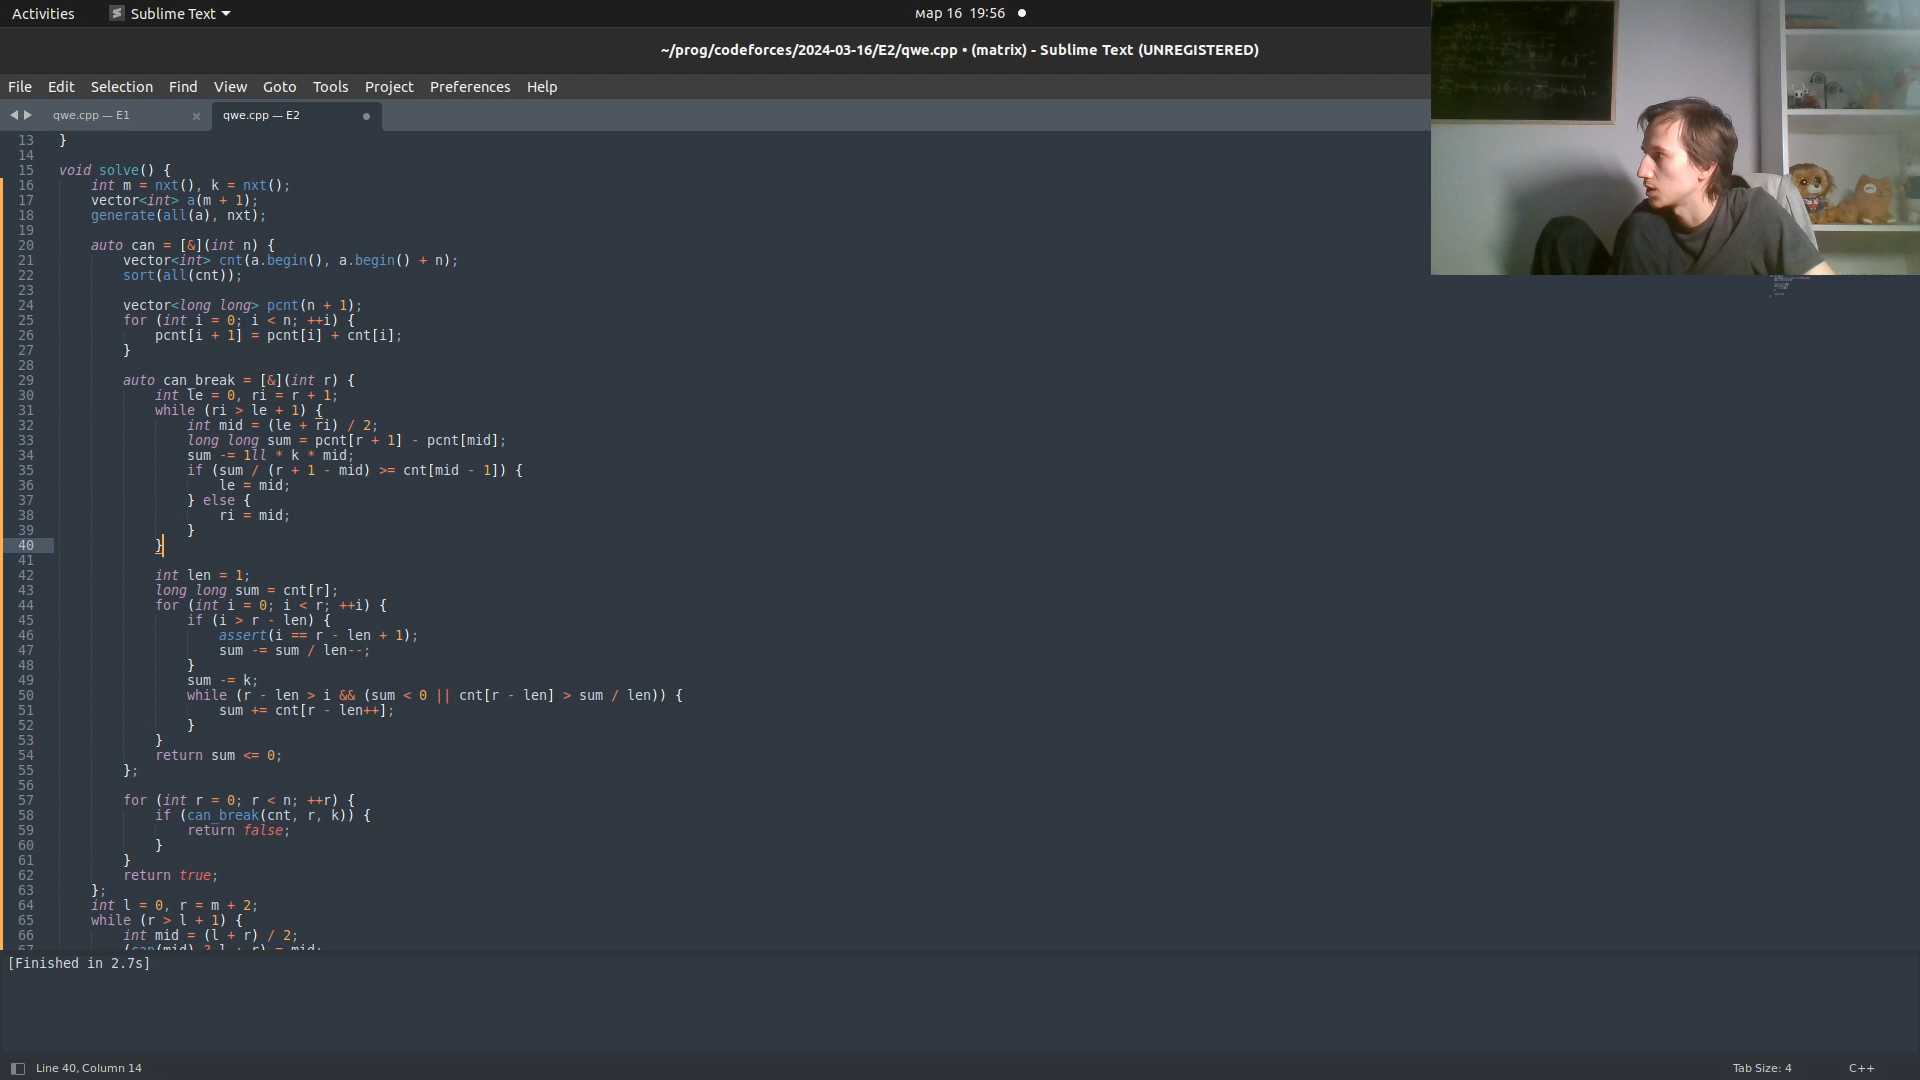 Activities Sublime Text мар 16 19:56
~/prog/codeforces/2024-03-16/E2/qwe.cpp • (matrix) - Sublime Text (UNREGISTERED)
File Edit Selection Find View Goto Tools Project Preferences Help
qwe.cpp — E1 × qwe.cpp — E2
13 }
14
15 void solve() {
16 int m = nxt(), k = nxt();
17 vector<int> a(m + 1);
18 generate(all(a), nxt);
19
20 auto can = [&](int n) {
21 vector<int> cnt(a.begin(), a.begin() + n);
22 sort(all(cnt));
23
24 vector<long long> pcnt(n + 1);
25 for (int i = 0; i < n; ++i) {
26 pcnt[i + 1] = pcnt[i] + cnt[i];
27 }
28
29 auto can_break = [&](int r) {
30 int le = 0, ri = r + 1;
31 while (ri > le + 1) {
32 int mid = (le + ri) / 2;
33 long long sum = pcnt[r + 1] - pcnt[mid];
34 sum -= 1ll * k * mid;
35 if (sum / (r + 1 - mid) >= cnt[mid - 1]) {
36 le = mid;
37 } else {
38 ri = mid;
39 }
40 }
41
42 int len = 1;
43 long long sum = cnt[r];
44 for (int i = 0; i < r; ++i) {
45 if (i > r - len) {
46 assert(i == r - len + 1);
47 sum -= sum / len--;
48 }
49 sum -= k;
50 while (r - len > i && (sum < 0 || cnt[r - len] > sum / len)) {
51 sum += cnt[r - len++];
52 }
53 }
54 return sum <= 0;
55 };
56
57 for (int r = 0; r < n; ++r) {
58 if (can_break(cnt, r, k)) {
59 return false;
60 }
61 }
62 return true;
63 };
64 int l = 0, r = m + 2;
65 while (r > l + 1) {
66 int mid = (l + r) / 2;
67 (can(mid) ? l : r) = mid;
[Finished in 2.7s]
Line 40, Column 14 Tab Size: 4 C++